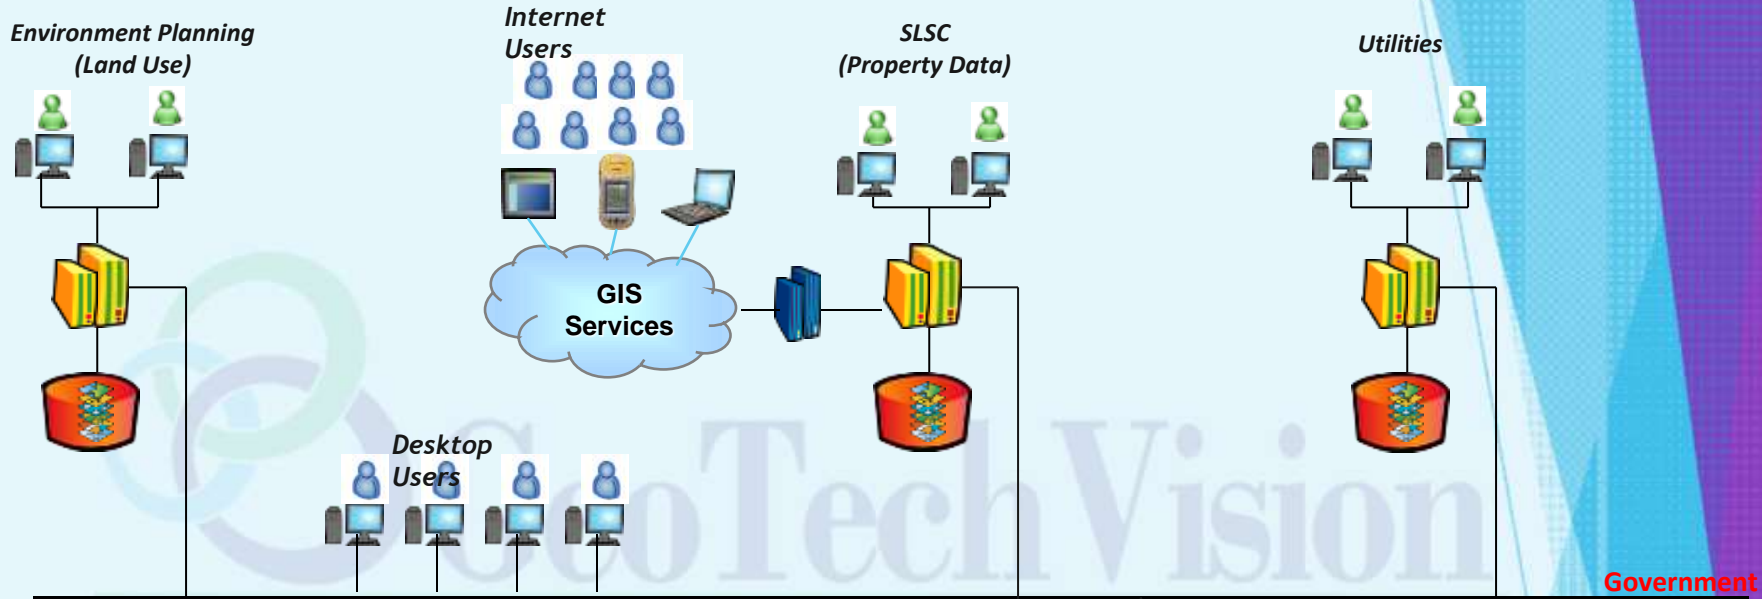 Environment Planning
(Land Use)
Internet
Users
SLSC
(Property Data)
Utilities
GIS
Services
Desktop
Users
GeoTechVision
Government